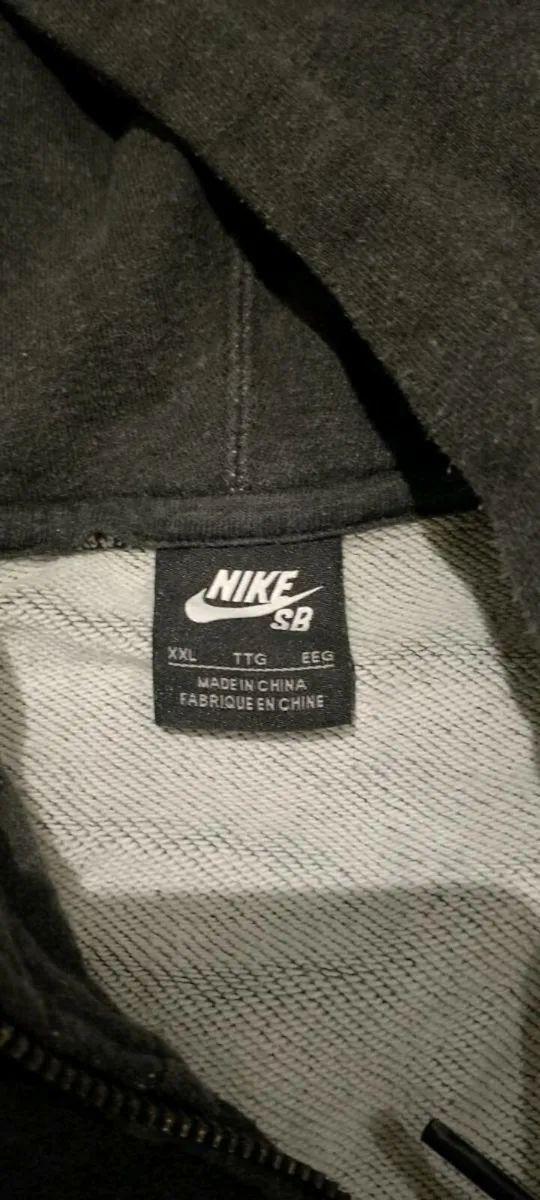 NIKE
SB
XXL TTG EEG
MADE IN CHINA
FABRIQUE EN CHINE